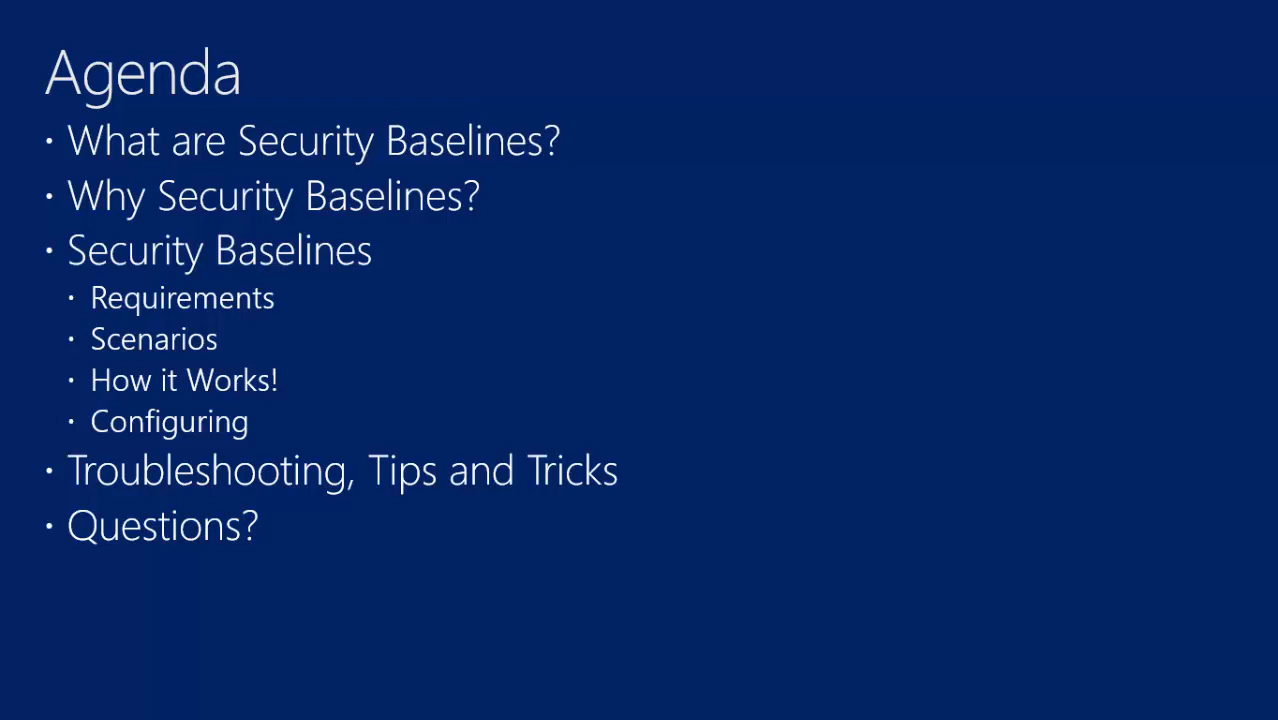 Agenda
• What are Security Baselines?
• Why Security Baselines?
• Security Baselines
• Requirements
• Scenarios
• How it Works!
• Configuring
• Troubleshooting, Tips and Tricks
• Questions?